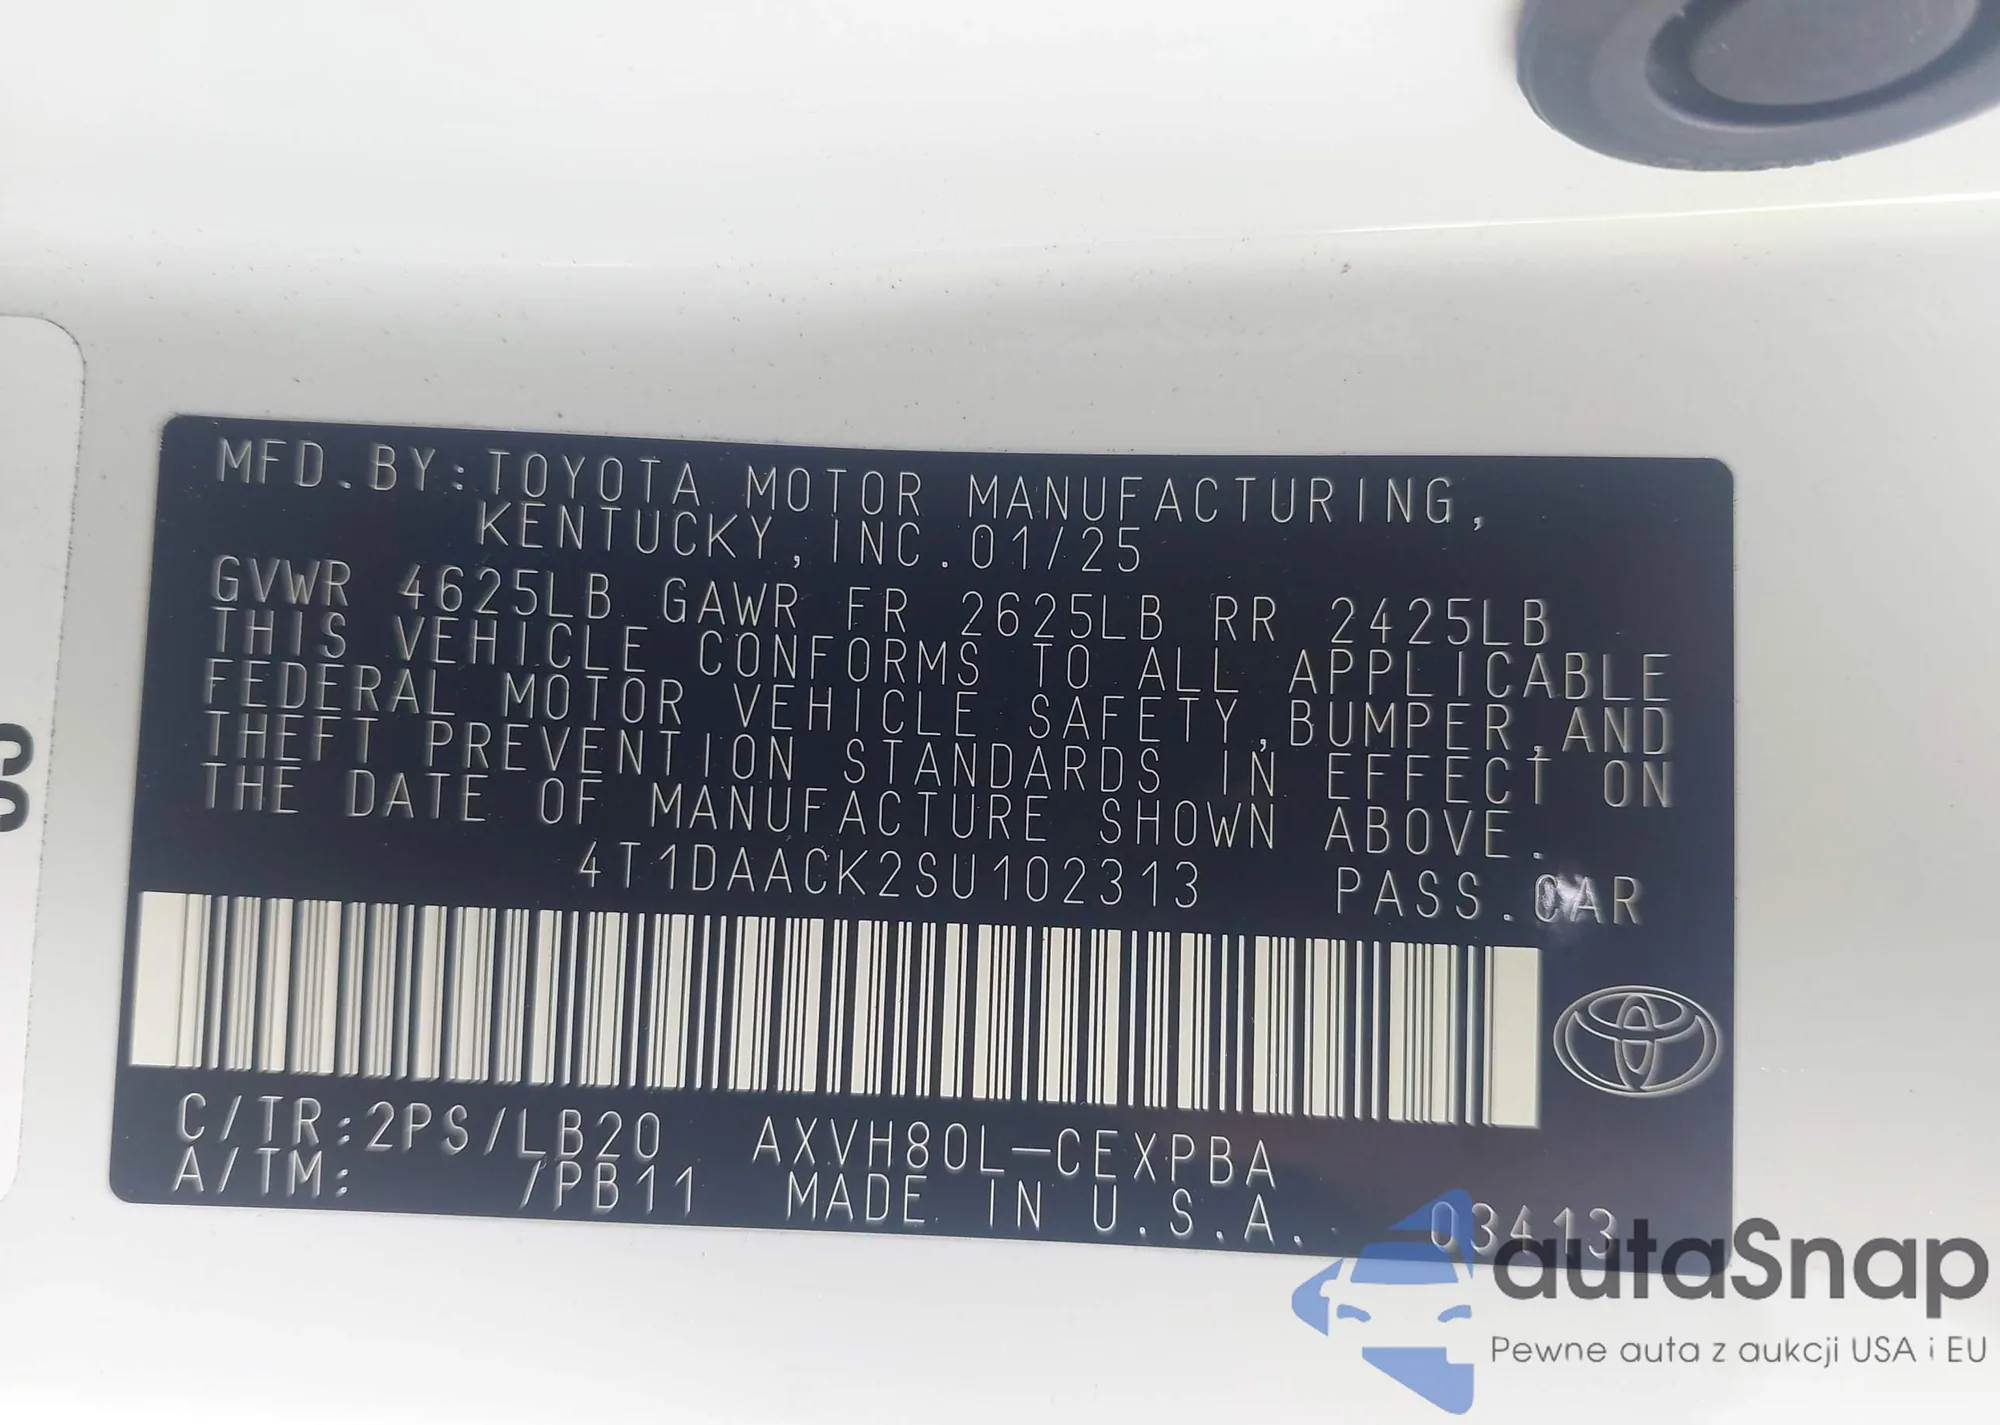 MFD.BY:TOYOTA MOTOR MANUFACTURING,
KENTUCKY,INC.01/25
GVWR 4625LB GAWR FR 2625LB RR 2425LB
THIS VEHICLE CONFORMS TO ALL APPLICABLE
FEDERAL MOTOR VEHICLE SAFETY,BUMPER,AND
THEFT PREVENTION STANDARDS IN EFFECT ON
THE DATE OF MANUFACTURE SHOWN ABOVE.
4T1DAACK2SU102313 PASS.CAR
C/TR:2PS/LB20 AXVH80L-CEXPBA
A/TM: /PB11 MADE IN U.S.A. 03413
autaSnap
Pewne auta z aukcji USA i EU